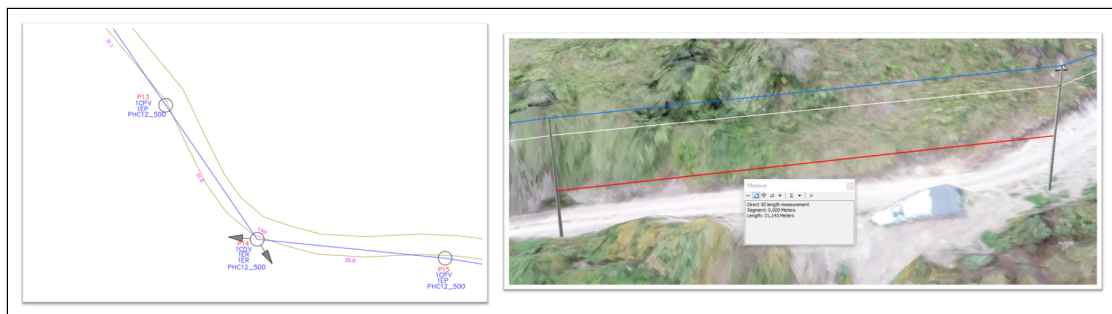 P13
1CPV
1EP
PHC12_500
P14
1CDV
1ER
1ER
PHC12_500
P15
1CPV
1EP
PHC12_500
Measure
Direct 3D length measurement
Segment: 0,000 Meters
Length: 31,143 Meters